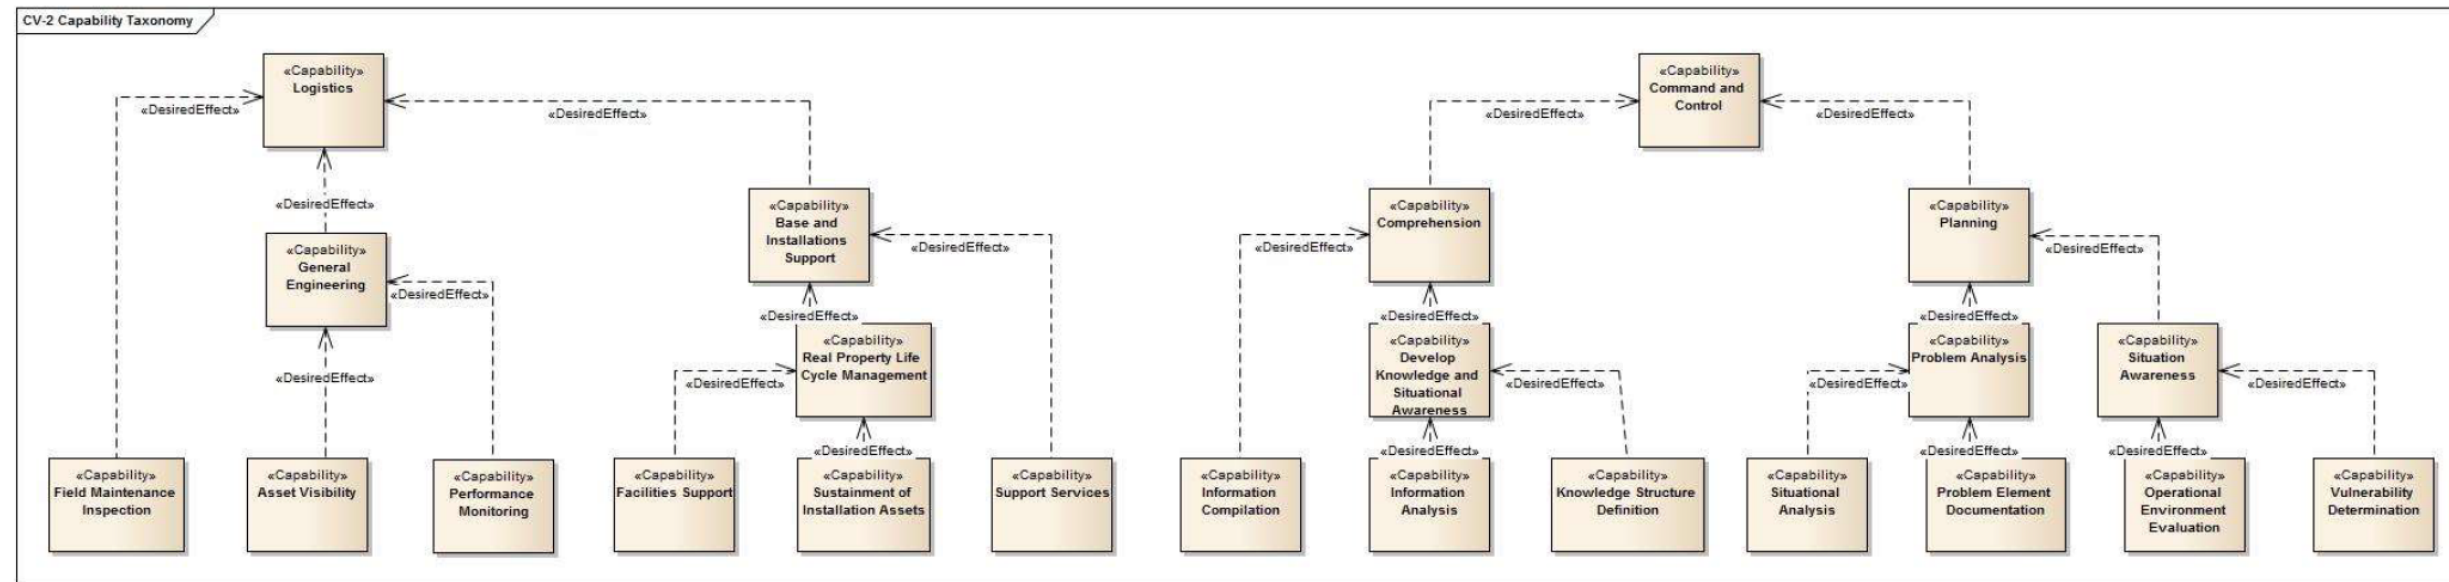 CV-2 Capability Taxonomy
«Capability»
Logistics
«Capability»
Command and
Control
«DesiredEffect»
«DesiredEffect»
«DesiredEffect»
«DesiredEffect»
«DesiredEffect»
«Capability»
Base and
Installations
Support
«Capability»
Comprehension
«Capability»
Planning
«Capability»
General
Engineering
«DesiredEffect»
«DesiredEffect»
«DesiredEffect»
«DesiredEffect»
«DesiredEffect»
«DesiredEffect»
«DesiredEffect»
«Capability»
Real Property Life
Cycle Management
«Capability»
Develop
Knowledge and
Situational
Awareness
«Capability»
Problem Analysis
«Capability»
Situation
Awareness
«DesiredEffect»
«DesiredEffect»
«DesiredEffect»
«DesiredEffect»
«DesiredEffect»
«DesiredEffect»
«DesiredEffect»
«DesiredEffect»
«DesiredEffect»
«Capability»
Field Maintenance
Inspection
«Capability»
Asset Visibility
«Capability»
Performance
Monitoring
«Capability»
Facilities Support
«Capability»
Sustainment of
Installation Assets
«Capability»
Support Services
«Capability»
Information
Compilation
«Capability»
Information
Analysis
«Capability»
Knowledge Structure
Definition
«Capability»
Situational
Analysis
«Capability»
Problem Element
Documentation
«Capability»
Operational
Environment
Evaluation
«Capability»
Vulnerability
Determination